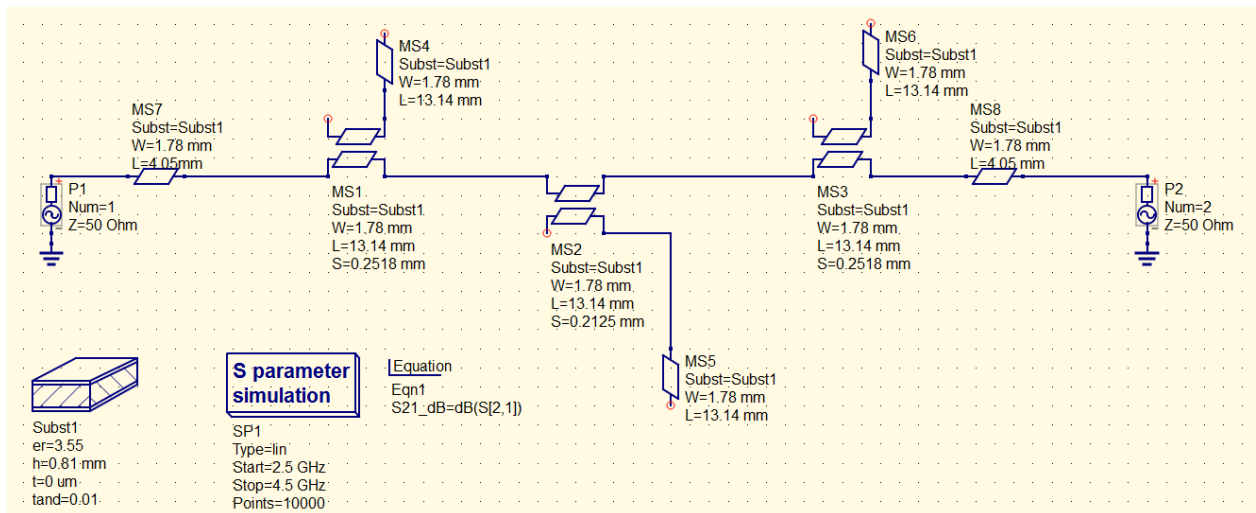 MS4
Subst=Subst1
W=1.78 mm
L=13.14 mm
MS6
Subst=Subst1
W=1.78 mm
L=13.14 mm
MS7
Subst=Subst1
W=1.78 mm
L=4.05mm
MS8
Subst=Subst1
W=1.78 mm
L=4.05 mm
P1
Num=1
Z=50 Ohm
MS1
Subst=Subst1
W=1.78 mm
L=13.14 mm
S=0.2518 mm
MS2
Subst=Subst1
W=1.78 mm
L=13.14 mm
S=0.2125 mm
MS3
Subst=Subst1
W=1.78 mm
L=13.14 mm
S=0.2518 mm
P2
Num=2
Z=50 Ohm
MS5
Subst=Subst1
W=1.78 mm
L=13.14 mm
Subst1
er=3.55
h=0.81 mm
t=0 um
tand=0.01
S parameter
simulation
SP1
Type=lin
Start=2.5 GHz
Stop=4.5 GHz
Points=10000
Equation
Eqn1
S21_dB=dB(S[2,1])